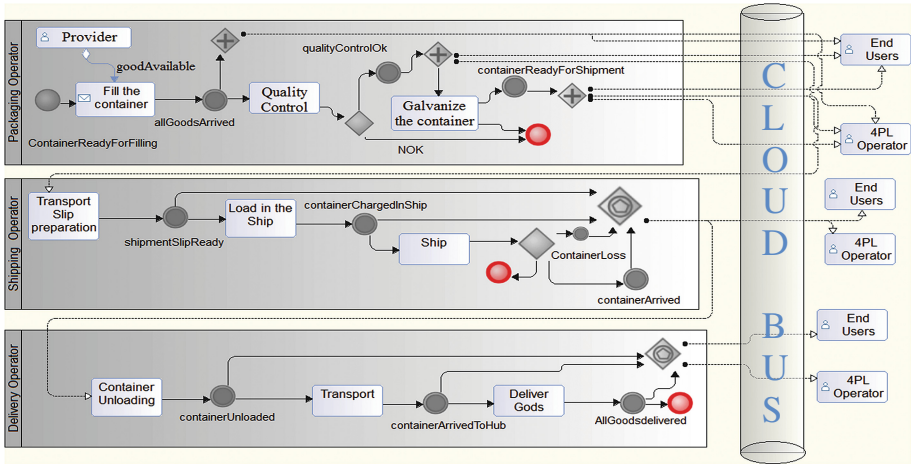 Packaging Operator
Provider
goodAvailable
Fill the
container
ContainerReadyForFilling
allGoodsArrived
Quality
Control
qualityControlOk
NOK
Galvanize
the container
containerReadyForShipment
End
Users
4PL
Operator
Shipping Operator
Transport
Slip
preparation
shipmentSlipReady
Load in the
Ship
containerChargedInShip
Ship
ContainerLoss
containerArrived
End
Users
4PL
Operator
Delivery Operator
Container
Unloading
containerUnloaded
Transport
containerArrivedToHub
Deliver
Gods
AllGoodsdelivered
End
Users
4PL
Operator
CLOUD BUS